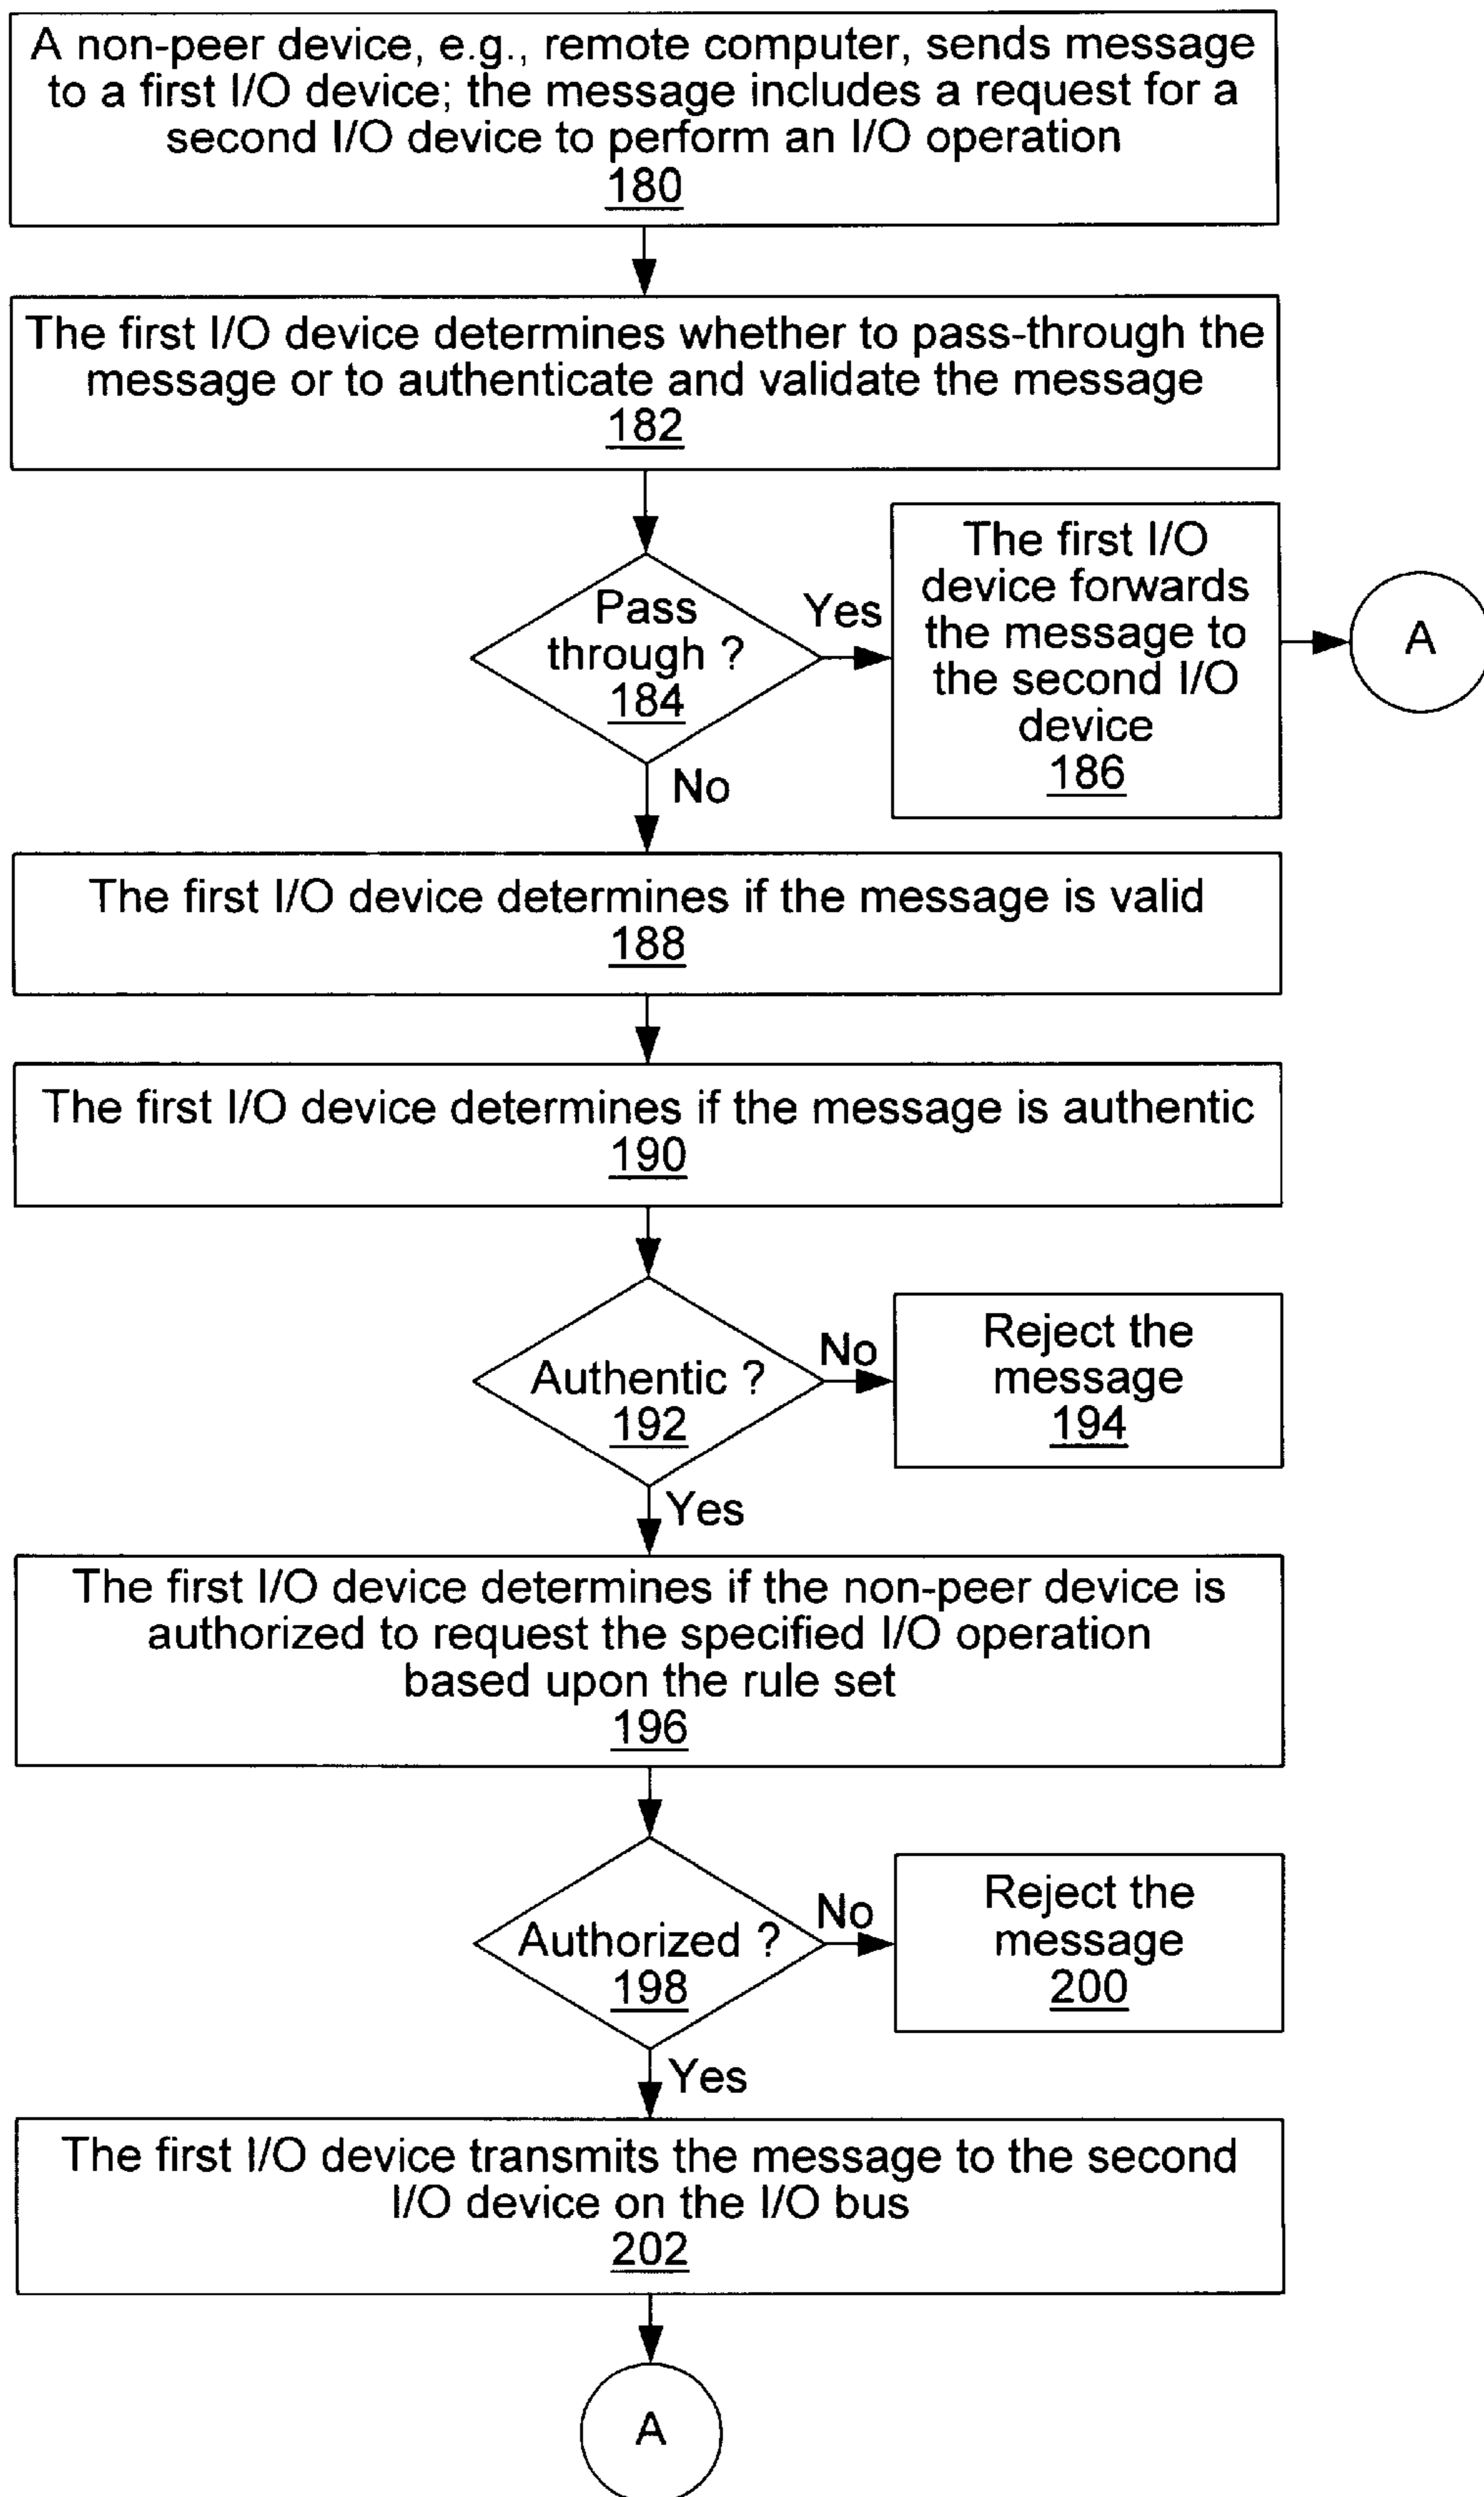 A non-peer device, e.g., remote computer, sends message
to a first I/O device; the message includes a request for a
second I/O device to perform an I/O operation
180
The first I/O device determines whether to pass-through the
message or to authenticate and validate the message
182
Pass
through ?
184
Yes
The first I/O
device forwards
the message to
the second I/O
device
186
A
No
The first I/O device determines if the message is valid
188
The first I/O device determines if the message is authentic
190
Authentic ?
192
No
Reject the
message
194
Yes
The first I/O device determines if the non-peer device is
authorized to request the specified I/O operation
based upon the rule set
196
Authorized ?
198
No
Reject the
message
200
Yes
The first I/O device transmits the message to the second
I/O device on the I/O bus
202
A